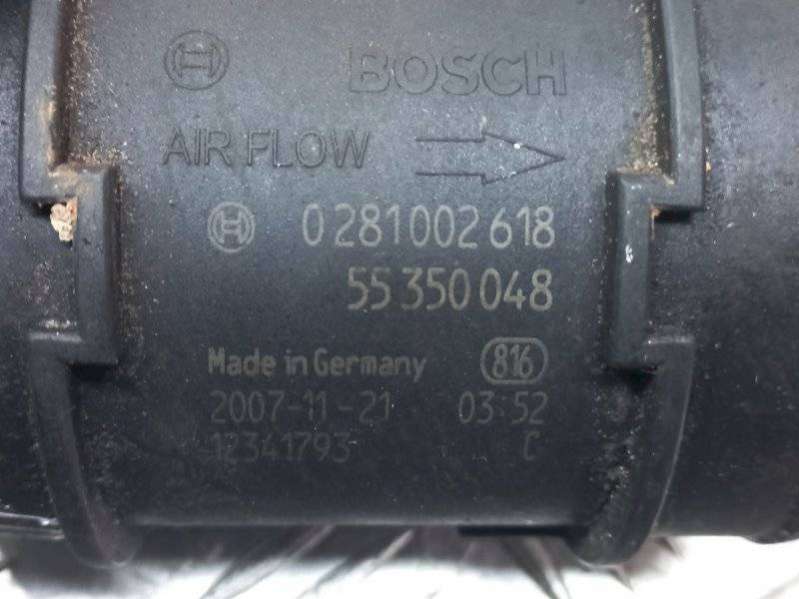 BOSCH
AIR FLOW
0 281 002 618
55 350 048
Made in Germany 816
2007-11-21 03:52
12341793 C